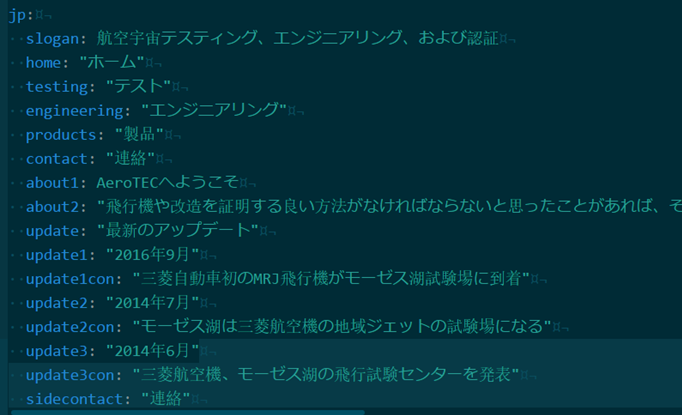 jp:
slogan: 航空宇宙テスティング、エンジニアリング、および認証
home: "ホーム"
testing: "テスト"
engineering: "エンジニアリング"
products: "製品"
contact: "連絡"
about1: AeroTECへようこそ
about2: "飛行機や改造を証明する良い方法がなければならないと思ったことがあれば、そ
update: "最新のアップデート"
update1: "2016年9月"
update1con: "三菱自動車初のMRJ飛行機がモーゼス湖試験場に到着"
update2: "2014年7月"
update2con: "モーゼス湖は三菱航空機の地域ジェットの試験場になる"
update3: "2014年6月"
update3con: "三菱航空機、モーゼス湖の飛行試験センターを発表"
sidecontact: "連絡"